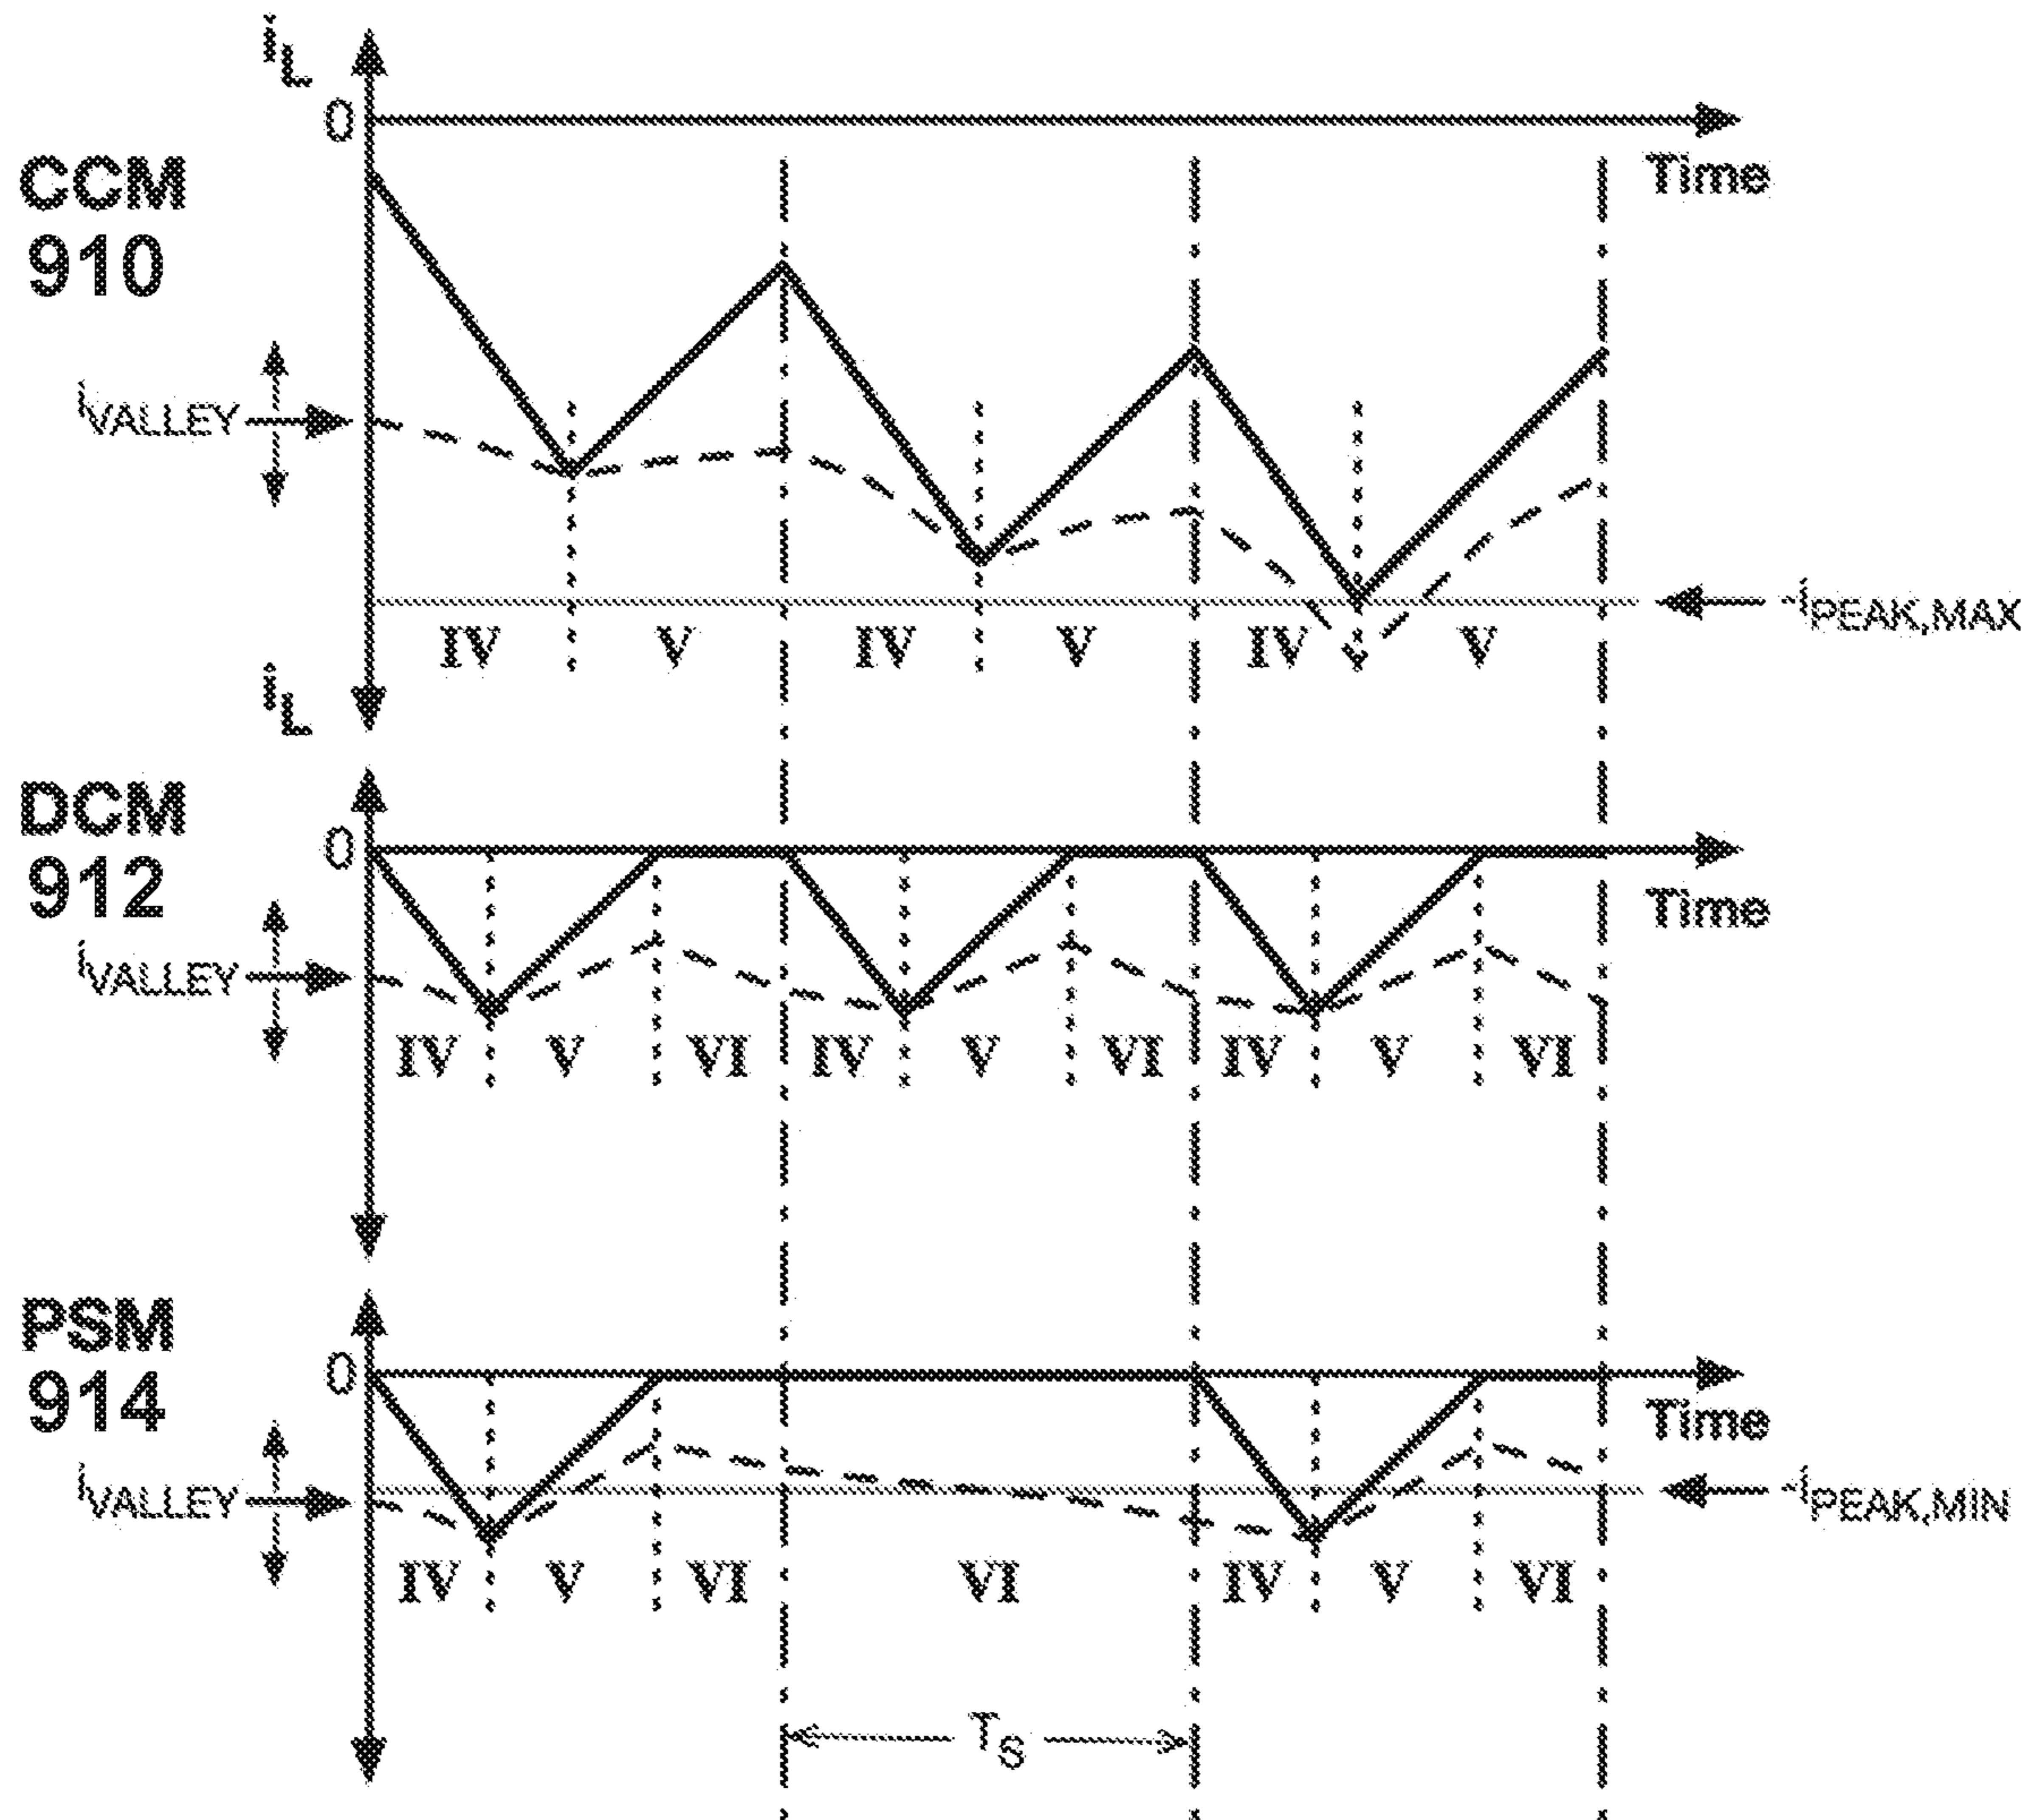 iL
0
Time
CCM
910
iVALLEY
-iPEAK,MAX
IV V IV V IV V
iL
DCM
912
0
Time
iVALLEY
IV V VI IV V VI IV V VI
PSM
914
0
Time
iVALLEY
-iPEAK,MIN
IV V VI VI IV V VI
TS